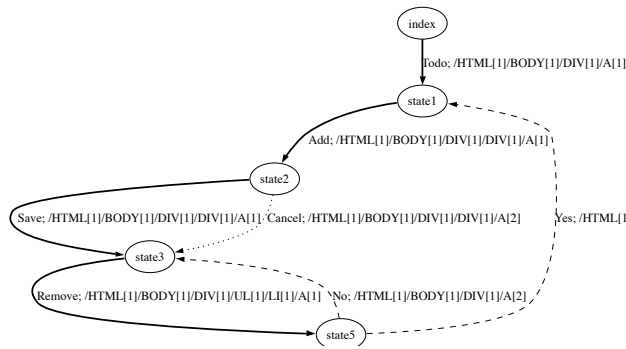 index
Todo; /HTML[1]/BODY[1]/DIV[1]/A[1]
state1
Add; /HTML[1]/BODY[1]/DIV[1]/DIV[1]/A[1]
state2
Save; /HTML[1]/BODY[1]/DIV[1]/DIV[1]/A[1] Cancel; /HTML[1]/BODY[1]/DIV[1]/DIV[1]/A[2] Yes; /HTML[1
state3
Remove; /HTML[1]/BODY[1]/DIV[1]/UL[1]/LI[1]/A[1] No; /HTML[1]/BODY[1]/DIV[1]/A[2]
state5